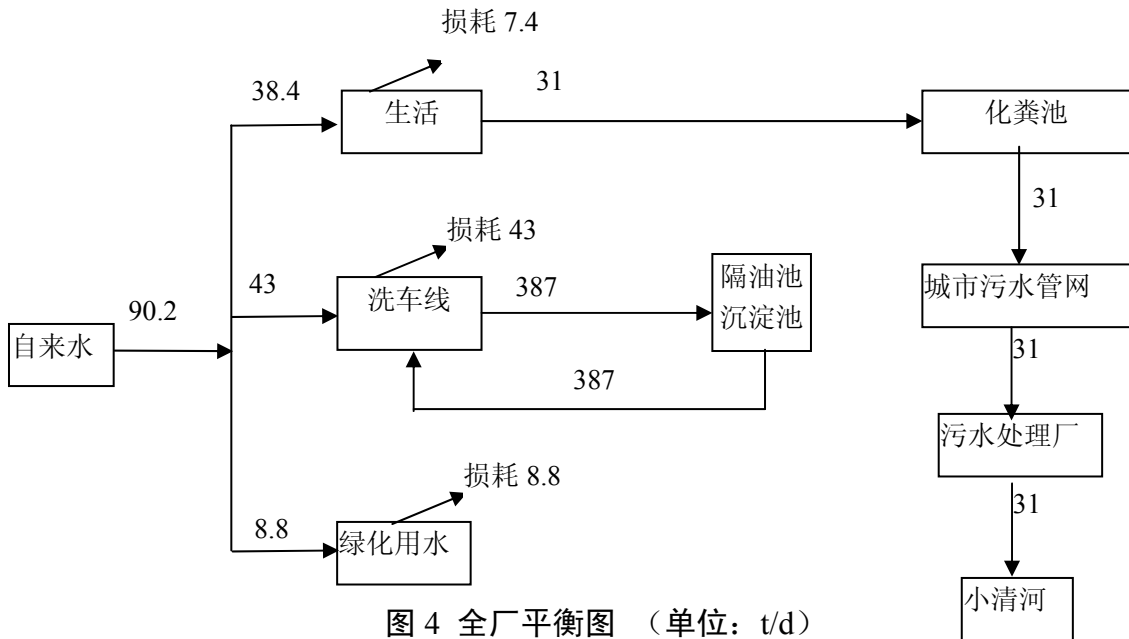 损耗 7.4
38.4
生活
31
化粪池
31
损耗 43
43
洗车线
387
隔油池
沉淀池
城市污水管网
90.2
自来水
387
31
污水处理厂
损耗 8.8
8.8
绿化用水
31
小清河
图 4 全厂平衡图 （单位：t/d）